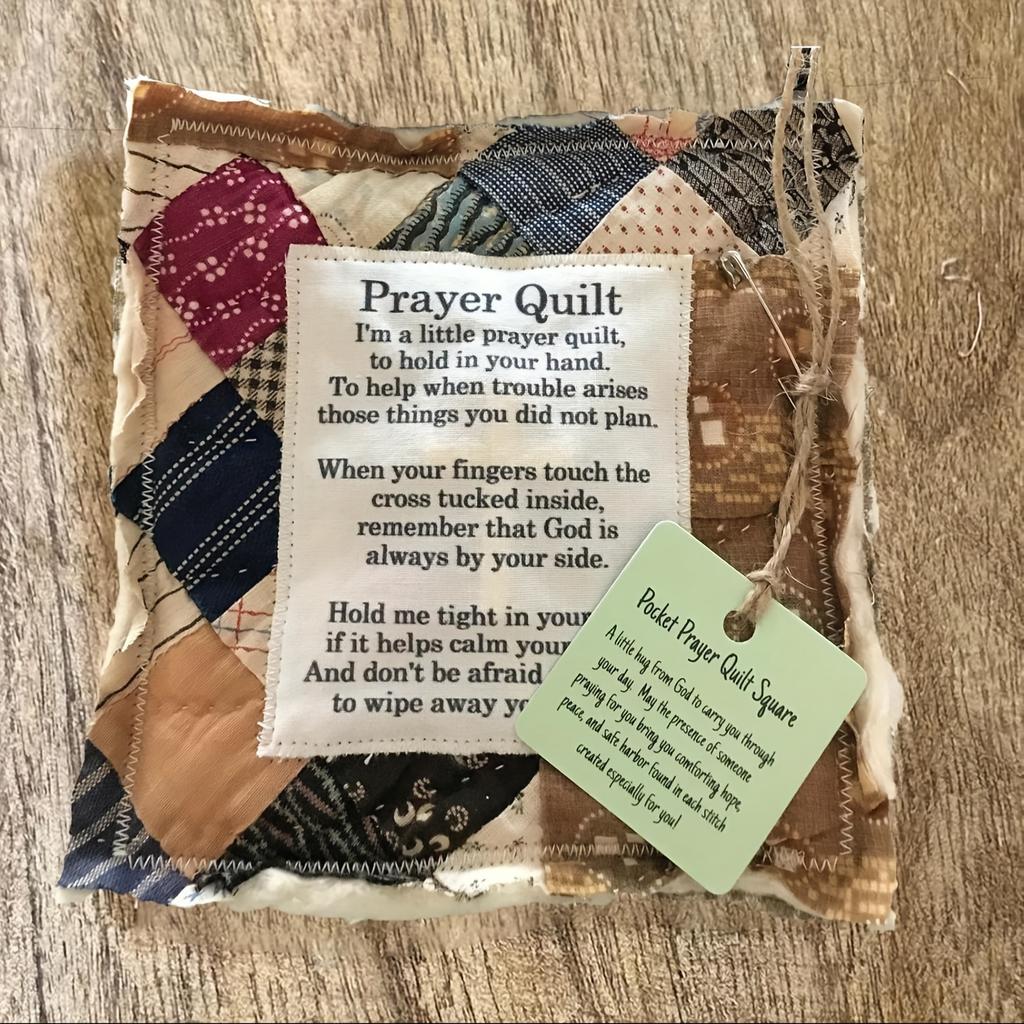 Prayer Quilt
I'm a little prayer quilt,
to hold in your hand.
To help when trouble arises
those things you did not plan.
When your fingers touch the
cross tucked inside,
remember that God is
always by your side.
Hold me tight in your
if it helps calm your
And don't be afraid
to wipe away
Pocket Prayer Quilt Square
A little hug from God to carry you through
your day. May the presence of someone
praying for you bring you comforting hope,
peace, and safe harbor found in each stitch
created especially for you!